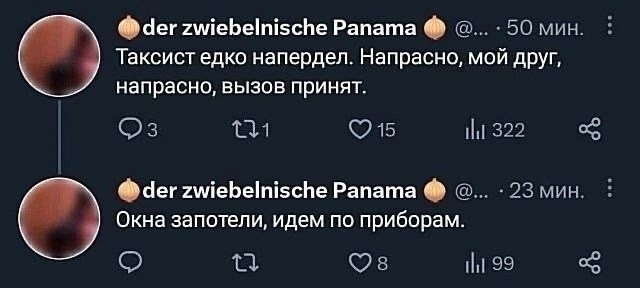 🧅der zwiebelnische Panama 🧅 @... · 50 мин.
Таксист едко напердел. Напрасно, мой друг,
напрасно, вызов принят.
3 1 15 322
🧅der zwiebelnische Panama 🧅 @... · 23 мин.
Окна запотели, идем по приборам.
8 99